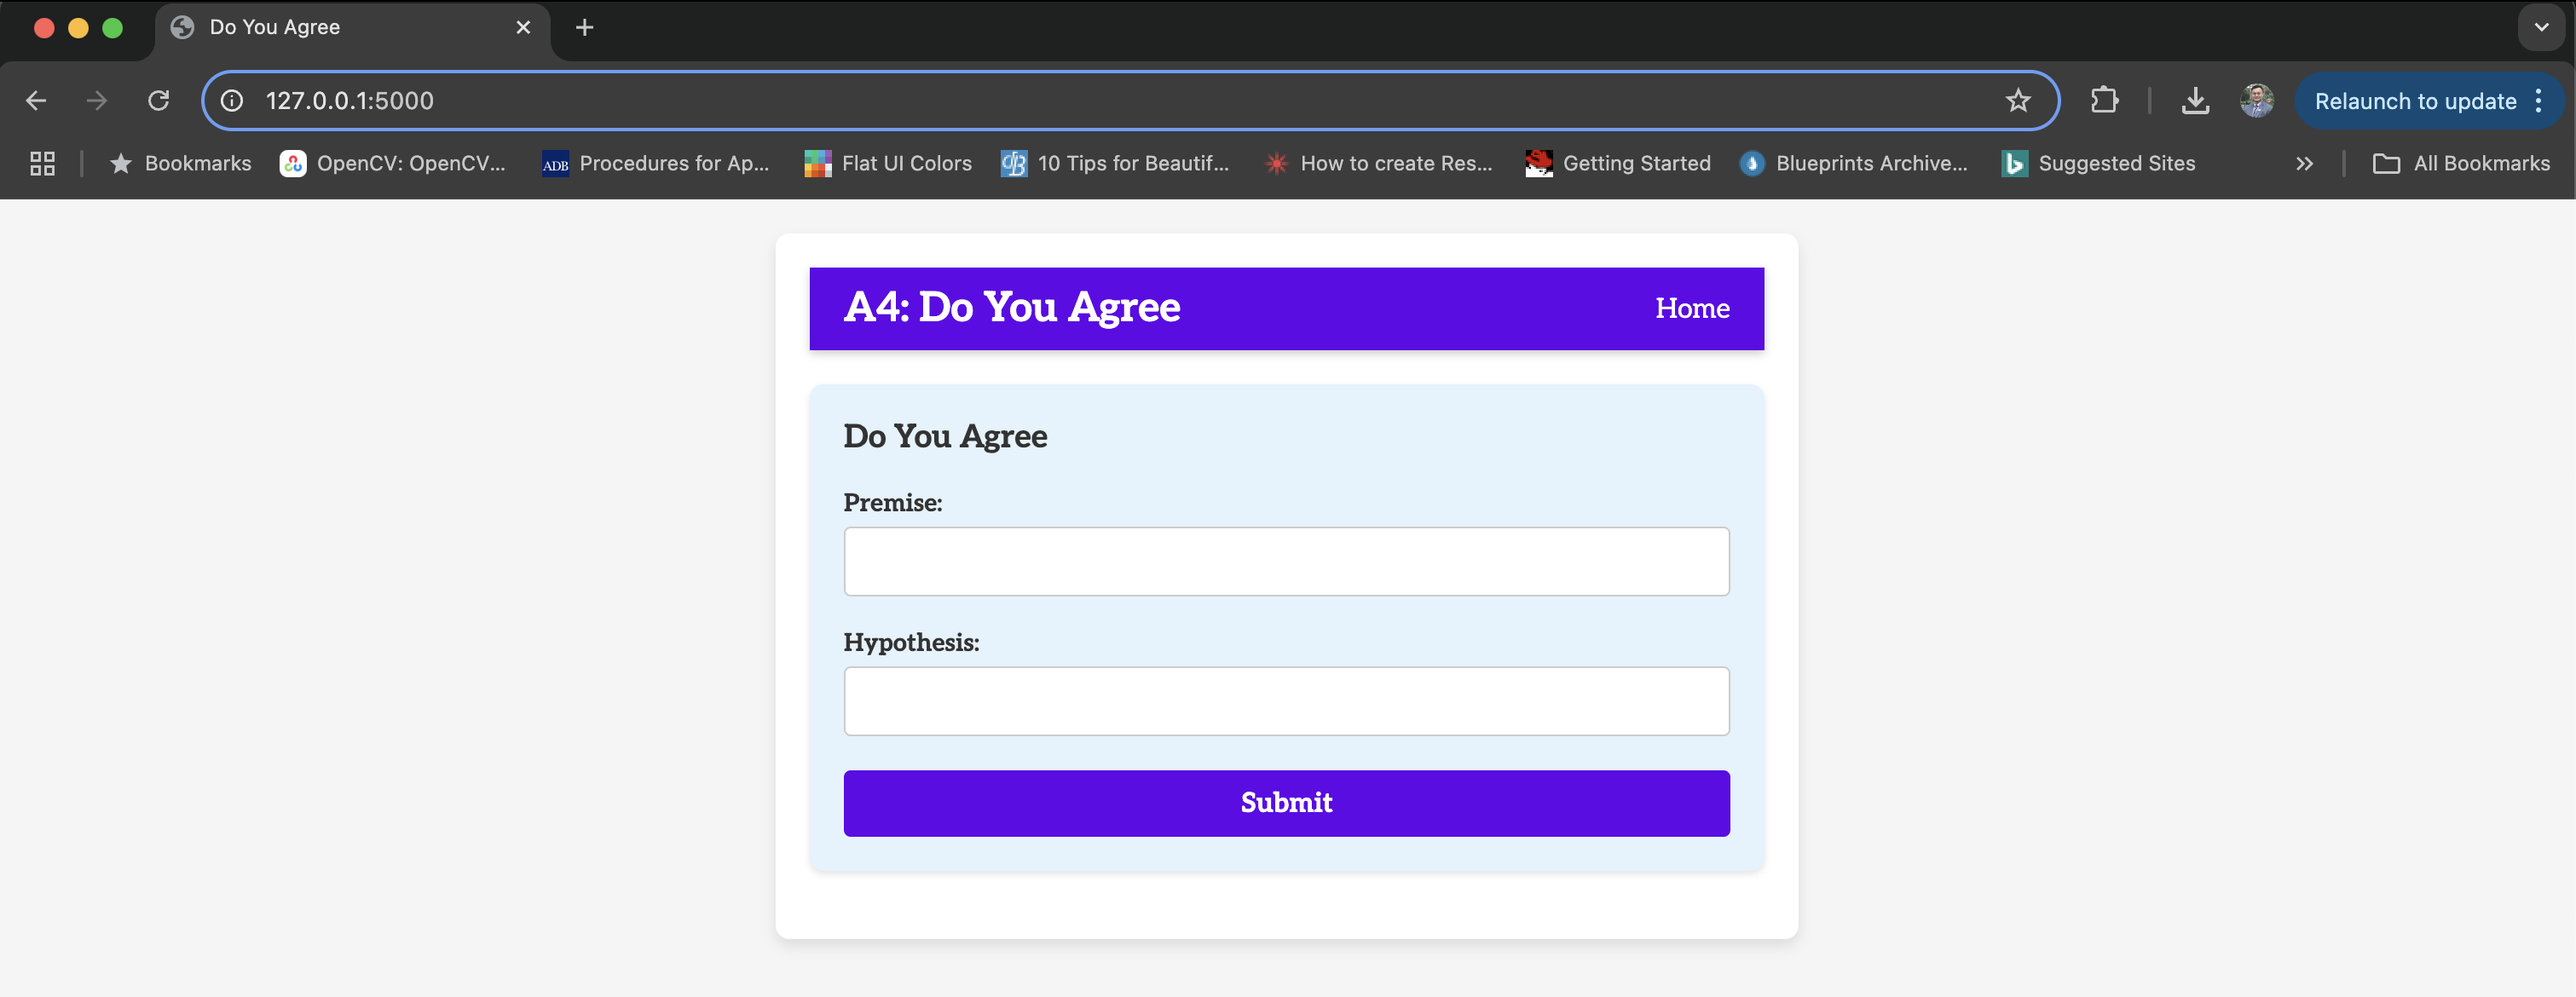 Do You Agree
127.0.0.1:5000
Relaunch to update
Bookmarks
OpenCV: OpenCV...
ADB
Procedures for Ap...
Flat UI Colors
10 Tips for Beautif...
How to create Res...
Getting Started
Blueprints Archive...
Suggested Sites
All Bookmarks
A4: Do You Agree
Home
Do You Agree
Premise:
Hypothesis:
Submit